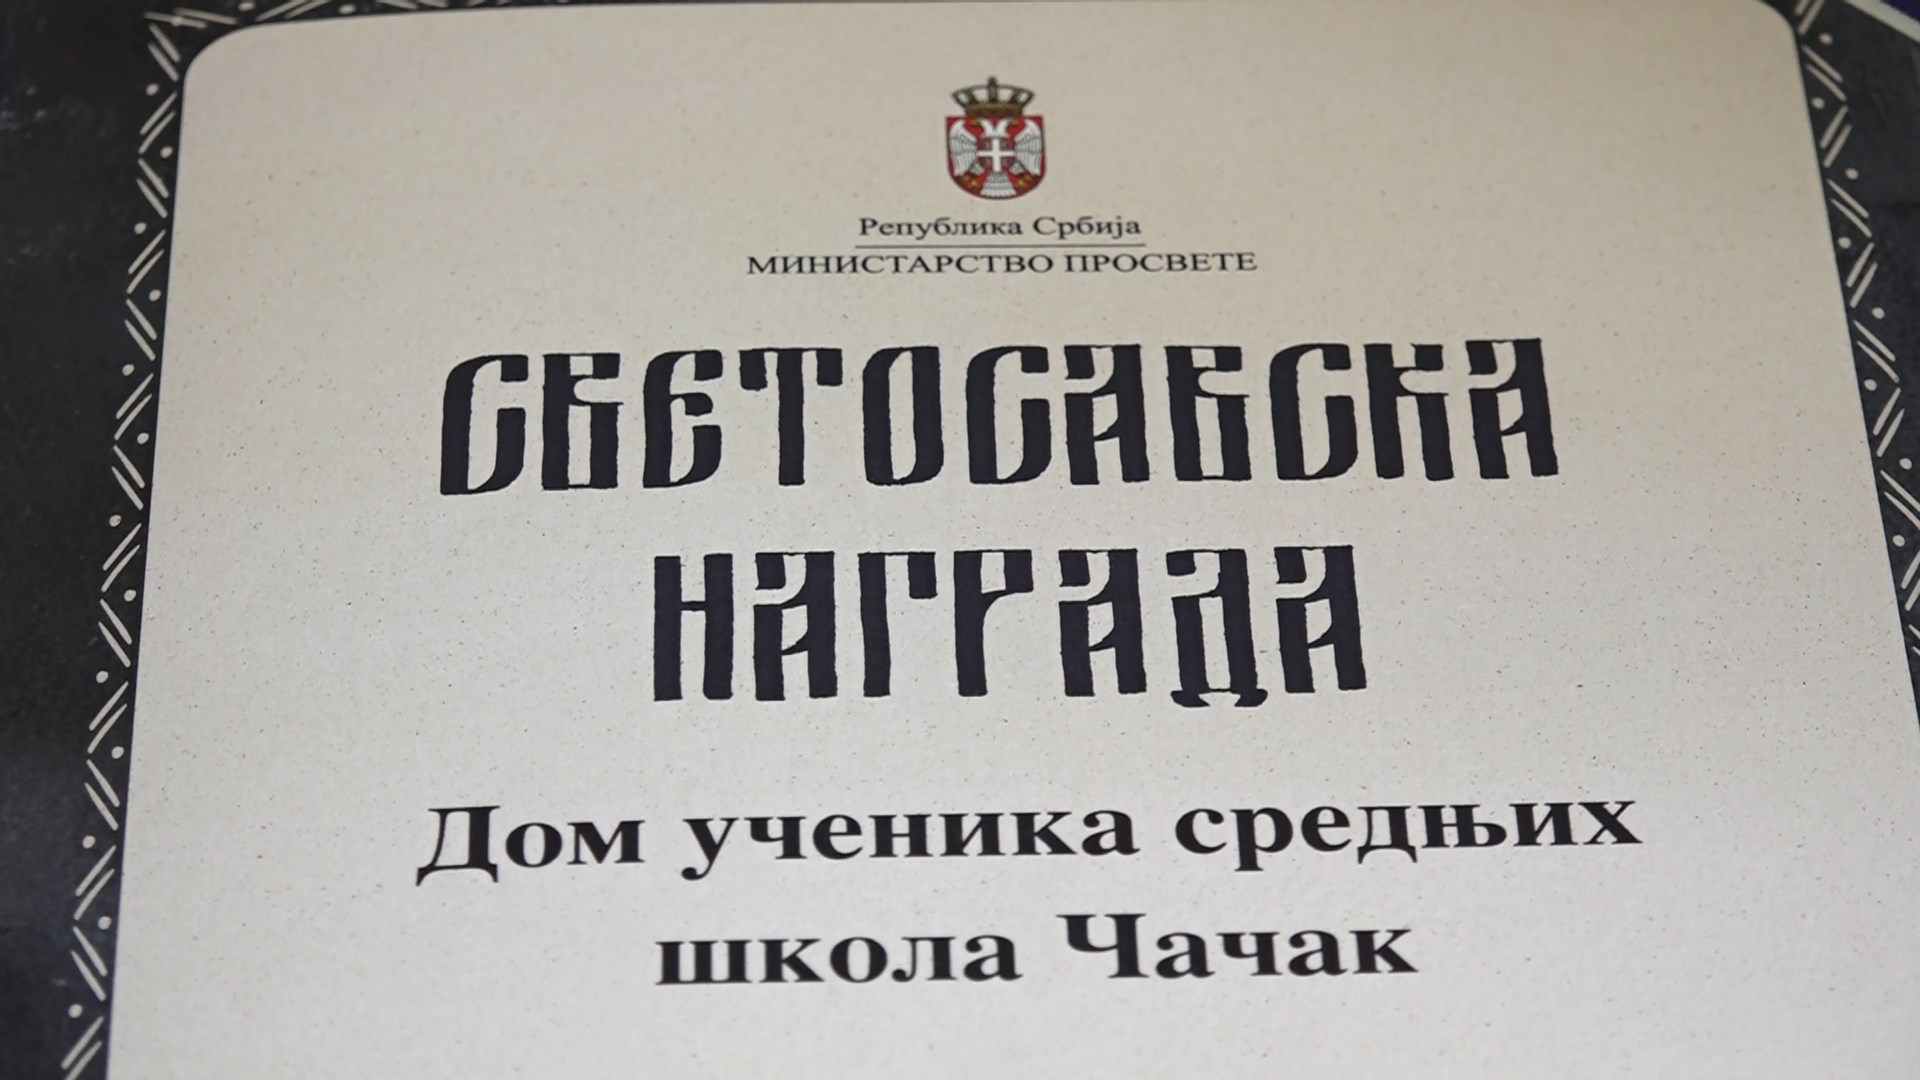 Република Србија
МИНИСТАРСТВО ПРОСВЕТЕ
СВЕТОСАВСКА
НАГРАДА
Дом ученика средњих
школа Чачак